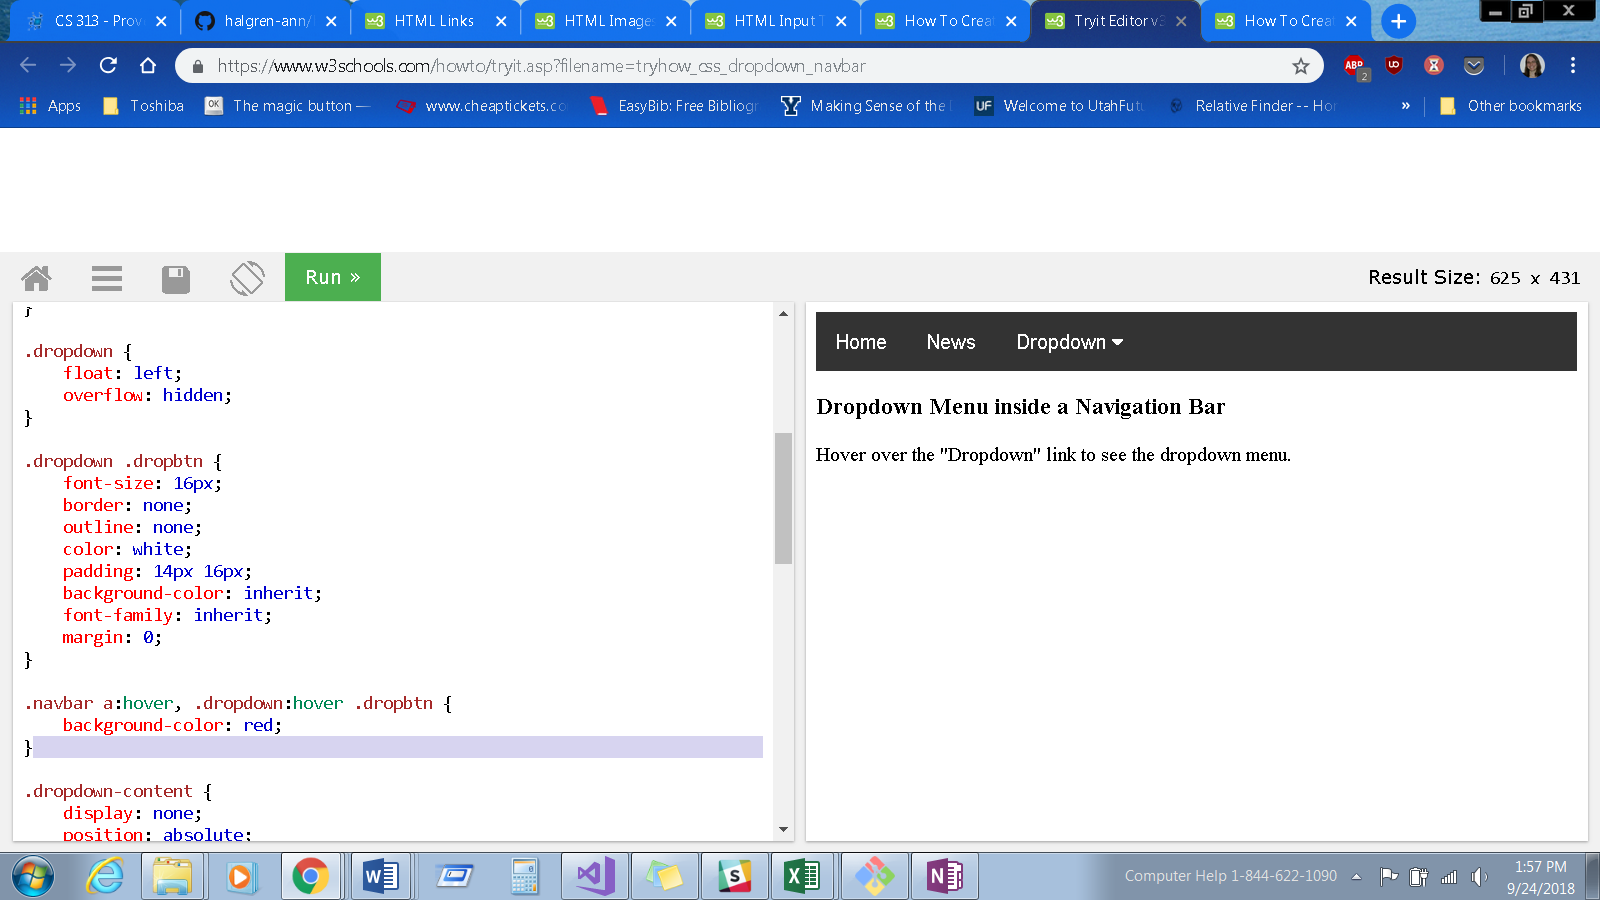 CS 313 - Prov
halgren-ann/
HTML Links
HTML Images
HTML Input T
How To Creat
Tryit Editor v3
How To Creat
https://www.w3schools.com/howto/tryit.asp?filename=tryhow_css_dropdown_navbar
ABP
2
Apps
Toshiba
OK
The magic button —
www.cheaptickets.co
EasyBib: Free Bibliogr
Making Sense of the
UF
Welcome to UtahFutu
Relative Finder -- Hor
»
Other bookmarks
Run »
Result Size: 625 x 431
}
.dropdown {
float: left;
overflow: hidden;
}
.dropdown .dropbtn {
font-size: 16px;
border: none;
outline: none;
color: white;
padding: 14px 16px;
background-color: inherit;
font-family: inherit;
margin: 0;
}
.navbar a:hover, .dropdown:hover .dropbtn {
background-color: red;
}
.dropdown-content {
display: none;
position: absolute;
Home
News
Dropdown
Dropdown Menu inside a Navigation Bar
Hover over the "Dropdown" link to see the dropdown menu.
Computer Help 1-844-622-1090
1:57 PM
9/24/2018